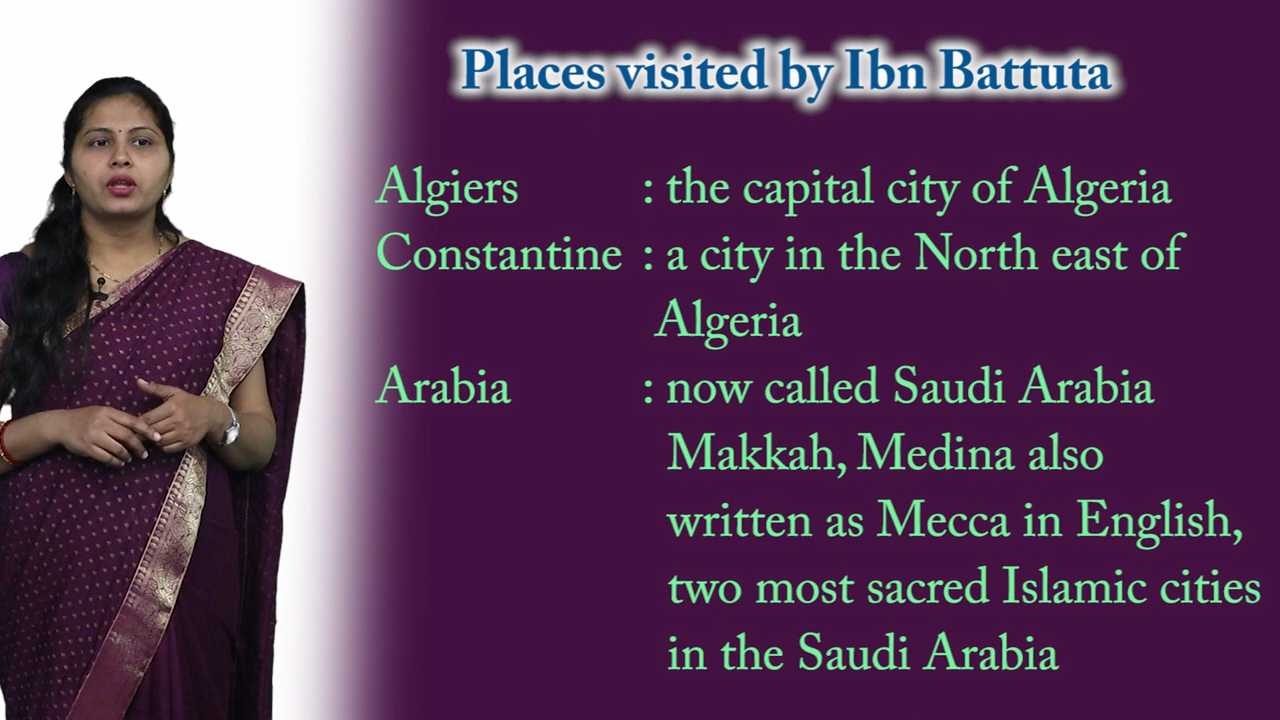 Places visited by Ibn Battuta
Algiers : the capital city of Algeria
Constantine : a city in the North east of
Algeria
Arabia : now called Saudi Arabia
Makkah, Medina also
written as Mecca in English,
two most sacred Islamic cities
in the Saudi Arabia